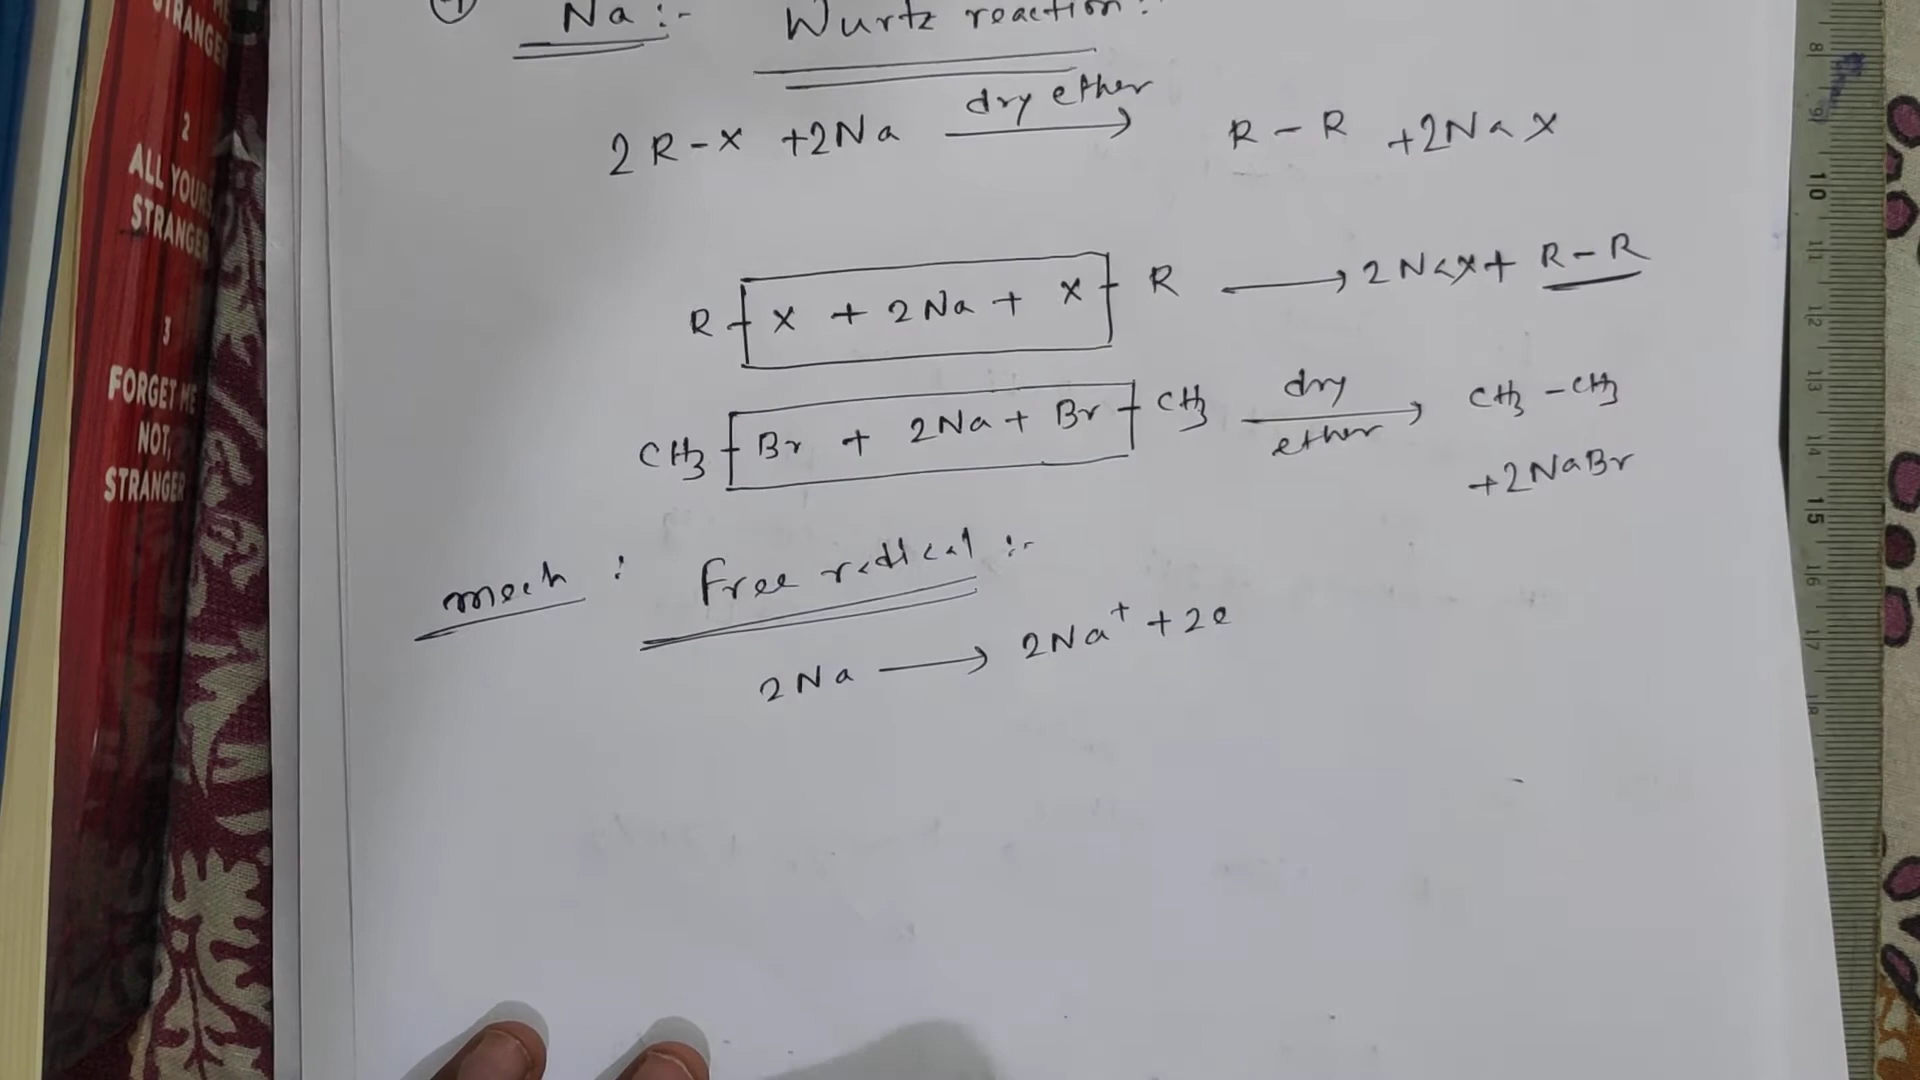 Na :- Wurtz reaction :
2 R-X +2Na dry ether → R-R +2NaX
R-X + 2Na + X-R → 2NaX + R-R
CH3-Br + 2Na + Br-CH3 dry ether → CH3-CH3
+2NaBr
mech : Free radical :-
2Na → 2Na+ + 2e
STRANGE
2
ALL YOURS
STRANGER
3
FORGET ME
NOT,
STRANGER
8
9
10
11
12
13
14
15
16
17
18